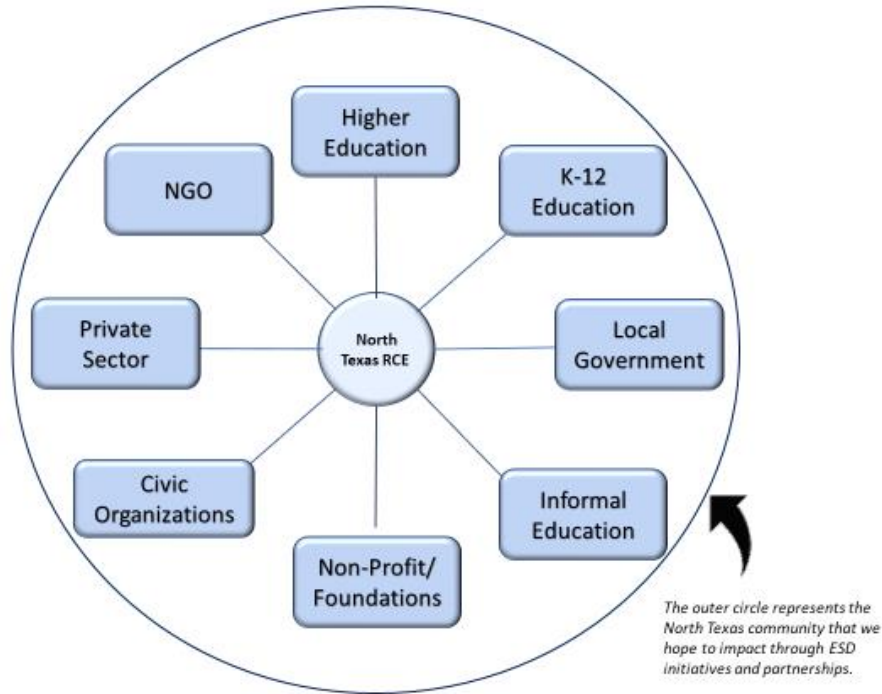 Higher
Education
NGO
K-12
Education
Private
Sector
North
Texas RCE
Local
Government
Civic
Organizations
Informal
Education
Non-Profit/
Foundations
The outer circle represents the
North Texas community that we
hope to impact through ESD
initiatives and partnerships.